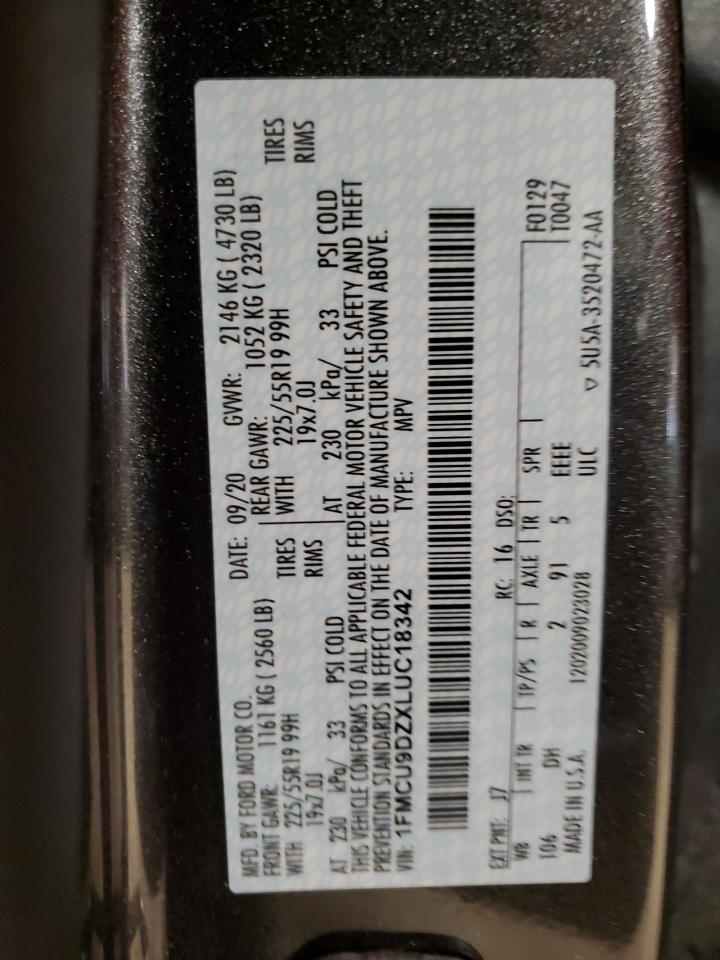 MFD. BY FORD MOTOR CO. DATE: 09/20 GVWR: 2146 KG ( 4730 LB)
FRONT GAWR: 1161 KG ( 2560 LB) REAR GAWR: 1052 KG ( 2320 LB)
WITH 225/55R19 99H TIRES WITH 225/55R19 99H TIRES
19x7.0J RIMS 19x7.0J RIMS
AT 230 kPa/ 33 PSI COLD AT 230 kPa/ 33 PSI COLD
THIS VEHICLE CONFORMS TO ALL APPLICABLE FEDERAL MOTOR VEHICLE SAFETY AND THEFT
PREVENTION STANDARDS IN EFFECT ON THE DATE OF MANUFACTURE SHOWN ABOVE.
VIN: 1FMCU9DZXLUC18342 TYPE: MPV
EXT PNT: J7 RC: 16 DSO:
WB INT TR TP/PS R AXLE TR SPR F0129
106 DH 2 91 5 EEEE T0047
MADE IN U.S.A. 1202009023028 ULC ▽ 5U5A-3520472-AA